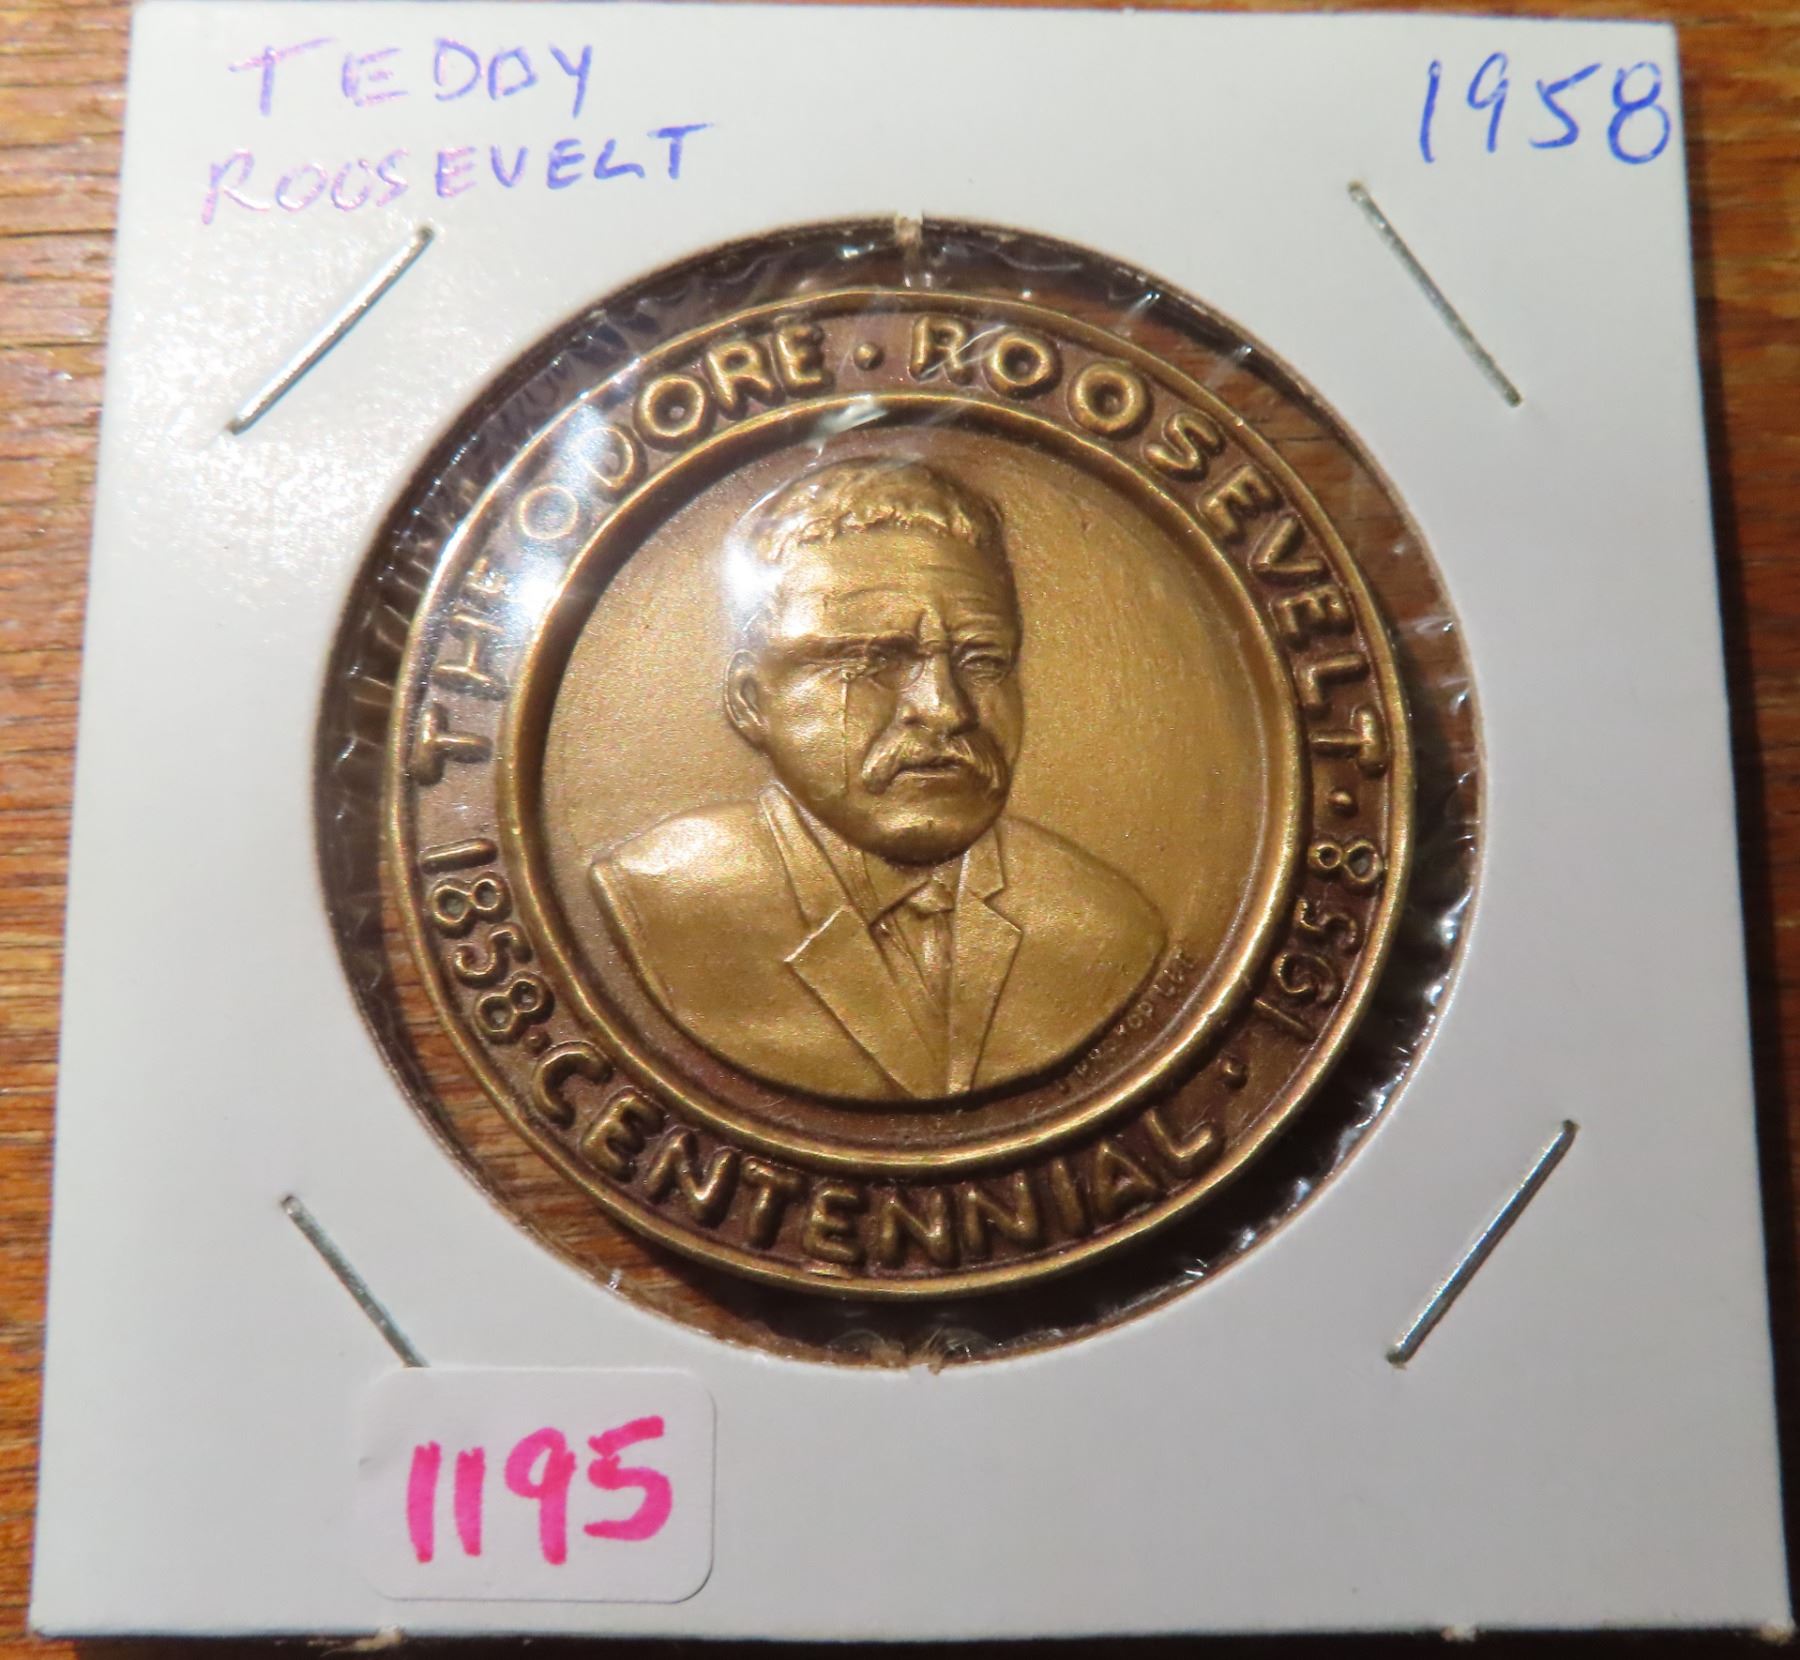 TEDDY
ROOSEVELT
1958
THEODORE · ROOSEVELT · 1858 · CENTENNIAL · 1958
1195